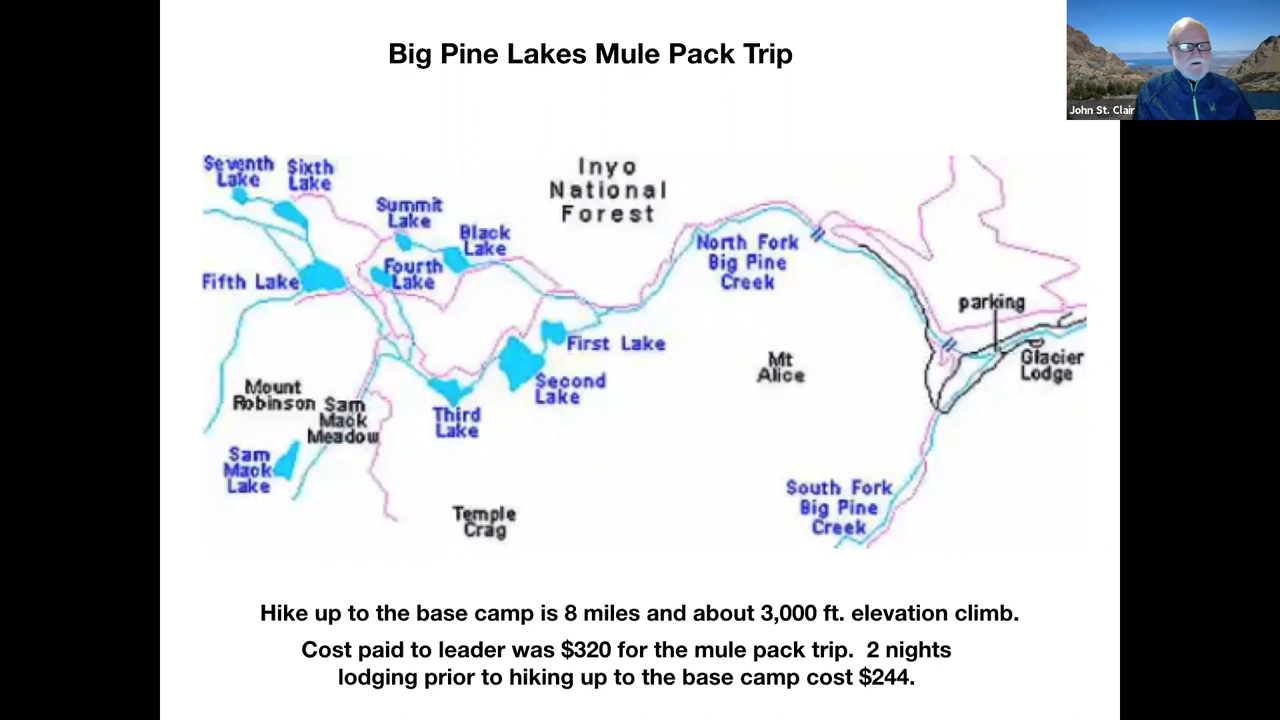 Big Pine Lakes Mule Pack Trip
John St. Clair
Seventh
Lake
Sixth
Lake
Inyo
National
Forest
Summit
Lake
Black
Lake
North Fork
Big Pine
Creek
Fifth Lake
Fourth
Lake
parking
First Lake
Mt
Alice
Glacier
Lodge
Second
Lake
Mount
Robinson
Sam
Mack
Meadow
Third
Lake
Sam
Mack
Lake
South Fork
Big Pine
Creek
Temple
Crag
Hike up to the base camp is 8 miles and about 3,000 ft. elevation climb.
Cost paid to leader was $320 for the mule pack trip.  2 nights
lodging prior to hiking up to the base camp cost $244.